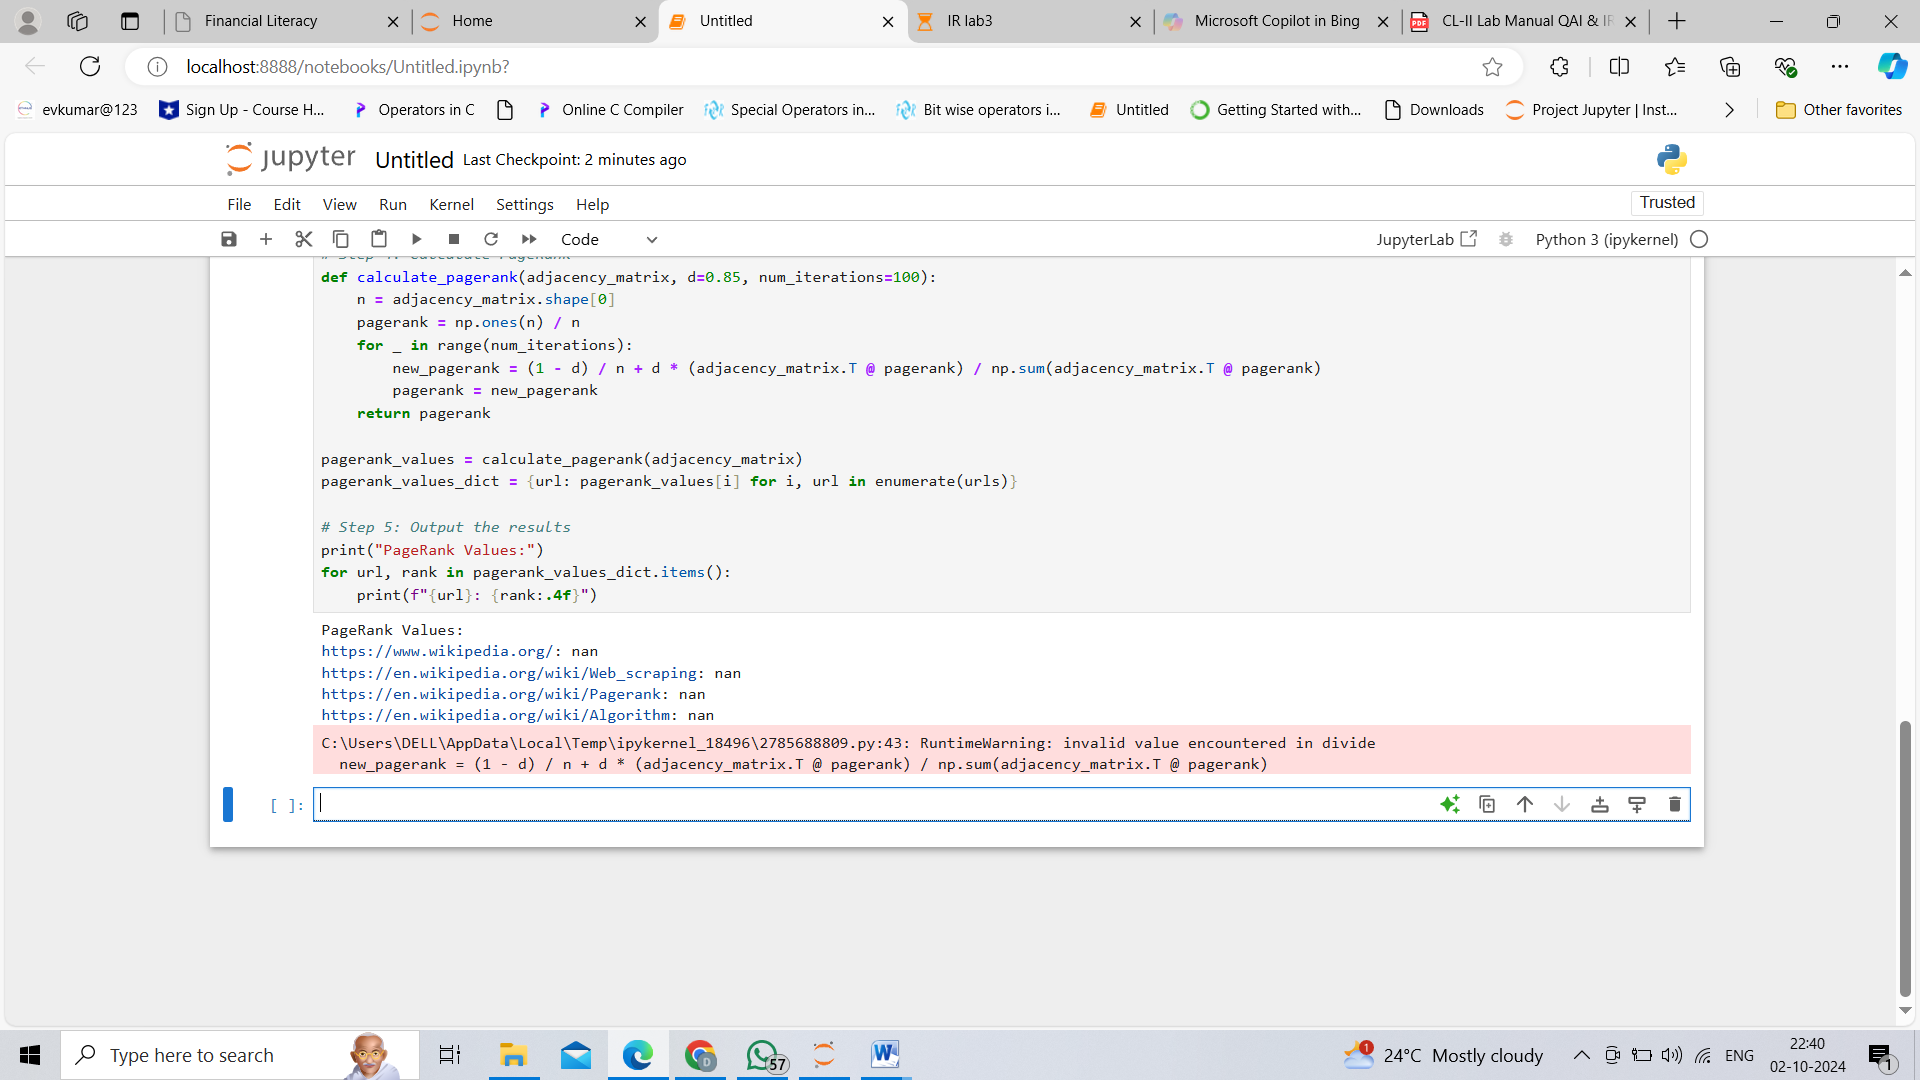 Financial Literacy
Home
Untitled
IR lab3
Microsoft Copilot in Bing
CL-II Lab Manual QAI & IR
localhost:8888/notebooks/Untitled.ipynb?
evkumar@123
Sign Up - Course H...
Operators in C
Online C Compiler
Special Operators in...
Bit wise operators i...
Untitled
Getting Started with...
Downloads
Project Jupyter | Inst...
Other favorites
jupyter Untitled Last Checkpoint: 2 minutes ago
File Edit View Run Kernel Settings Help
Trusted
Code
JupyterLab
Python 3 (ipykernel)
# Step 4: Calculate PageRank
def calculate_pagerank(adjacency_matrix, d=0.85, num_iterations=100):
    n = adjacency_matrix.shape[0]
    pagerank = np.ones(n) / n
    for _ in range(num_iterations):
        new_pagerank = (1 - d) / n + d * (adjacency_matrix.T @ pagerank) / np.sum(adjacency_matrix.T @ pagerank)
        pagerank = new_pagerank
    return pagerank
pagerank_values = calculate_pagerank(adjacency_matrix)
pagerank_values_dict = {url: pagerank_values[i] for i, url in enumerate(urls)}
# Step 5: Output the results
print("PageRank Values:")
for url, rank in pagerank_values_dict.items():
    print(f"{url}: {rank:.4f}")
PageRank Values:
https://www.wikipedia.org/: nan
https://en.wikipedia.org/wiki/Web_scraping: nan
https://en.wikipedia.org/wiki/Pagerank: nan
https://en.wikipedia.org/wiki/Algorithm: nan
C:\Users\DELL\AppData\Local\Temp\ipykernel_18496\2785688809.py:43: RuntimeWarning: invalid value encountered in divide
  new_pagerank = (1 - d) / n + d * (adjacency_matrix.T @ pagerank) / np.sum(adjacency_matrix.T @ pagerank)
[ ]:
Type here to search
57
1
24°C Mostly cloudy
ENG
22:40
02-10-2024
1